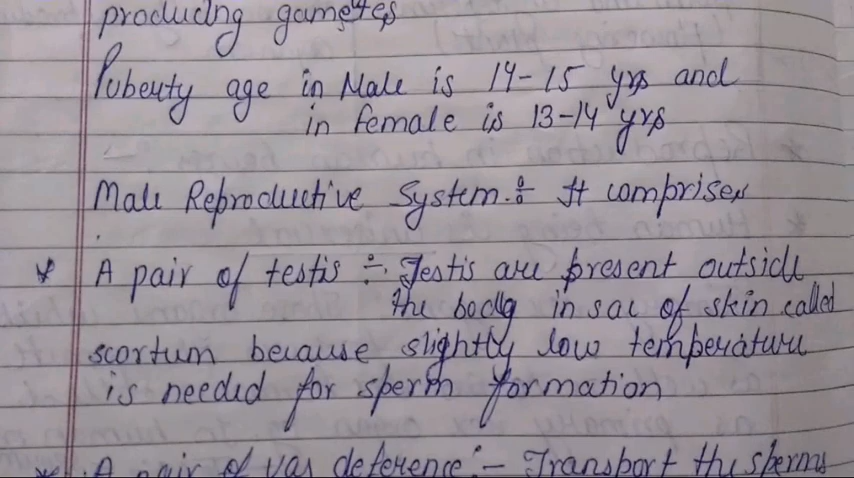 producing gametes
Puberty age in Male is 14-15 yrs and
in female is 13-14 yrs
Male Reproductive System :- It comprises
* A pair of testis :- Testis are present outside
the body in sac of skin called
scortum because slightly low temperature
is needed for sperm formation
* A pair of vas deference :- Transport the sperms